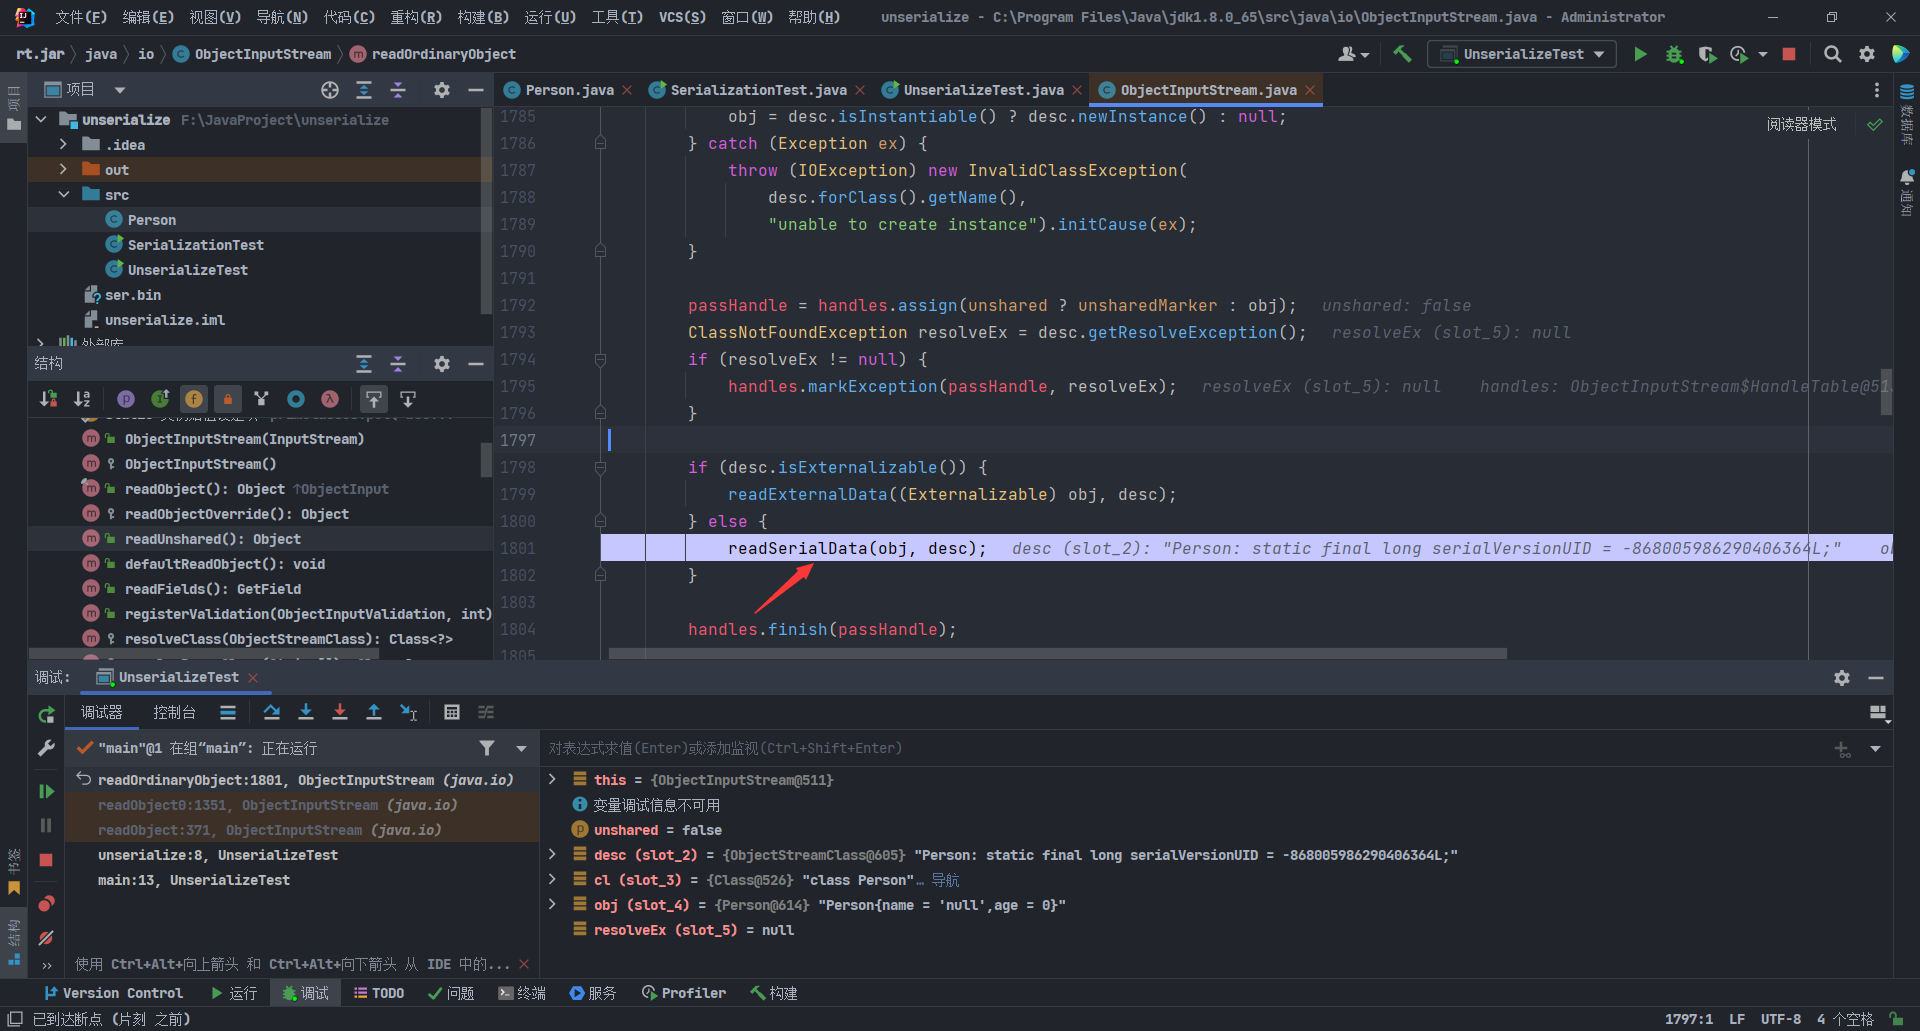 文件(F) 编辑(E) 视图(V) 导航(N) 代码(C) 重构(R) 构建(B) 运行(U) 工具(T) VCS(S) 窗口(W) 帮助(H) unserialize - C:\Program Files\Java\jdk1.8.0_65\src\java\io\ObjectInputStream.java - Administrator
rt.jar java io ObjectInputStream readOrdinaryObject UnserializeTest
项目
Person.java SerializationTest.java UnserializeTest.java ObjectInputStream.java
项目
数据库
通知
书签
结构
阅读器模式
unserialize F:\JavaProject\unserialize
.idea
out
src
Person
SerializationTest
UnserializeTest
ser.bin
unserialize.iml
外部库
结构
ObjectInputStream(InputStream)
ObjectInputStream()
readObject(): Object ↑ObjectInput
readObjectOverride(): Object
readUnshared(): Object
defaultReadObject(): void
readFields(): GetField
registerValidation(ObjectInputValidation, int)
resolveClass(ObjectStreamClass): Class<?>
1785 obj = desc.isInstantiable() ? desc.newInstance() : null;
1786 } catch (Exception ex) {
1787 throw (IOException) new InvalidClassException(
1788 desc.forClass().getName(),
1789 "unable to create instance").initCause(ex);
1790 }
1791
1792 passHandle = handles.assign(unshared ? unsharedMarker : obj); unshared: false
1793 ClassNotFoundException resolveEx = desc.getResolveException(); resolveEx (slot_5): null
1794 if (resolveEx != null) {
1795 handles.markException(passHandle, resolveEx); resolveEx (slot_5): null handles: ObjectInputStream$HandleTable@51
1796 }
1797
1798 if (desc.isExternalizable()) {
1799 readExternalData((Externalizable) obj, desc);
1800 } else {
1801 readSerialData(obj, desc); desc (slot_2): "Person: static final long serialVersionUID = -868005986290406364L;"
1802 }
1803
1804 handles.finish(passHandle);
1805
调试: UnserializeTest
调试器 控制台
"main"@1 在组“main”: 正在运行
readOrdinaryObject:1801, ObjectInputStream (java.io)
readObject0:1351, ObjectInputStream (java.io)
readObject:371, ObjectInputStream (java.io)
unserialize:8, UnserializeTest
main:13, UnserializeTest
使用 Ctrl+Alt+向上箭头 和 Ctrl+Alt+向下箭头 从 IDE 中的...
对表达式求值(Enter)或添加监视(Ctrl+Shift+Enter)
this = {ObjectInputStream@511}
变量调试信息不可用
unshared = false
desc (slot_2) = {ObjectStreamClass@605} "Person: static final long serialVersionUID = -868005986290406364L;"
cl (slot_3) = {Class@526} "class Person"… 导航
obj (slot_4) = {Person@614} "Person{name = 'null',age = 0}"
resolveEx (slot_5) = null
Version Control 运行 调试 TODO 问题 终端 服务 Profiler 构建
已到达断点 (片刻 之前) 1797:1 LF UTF-8 4 个空格